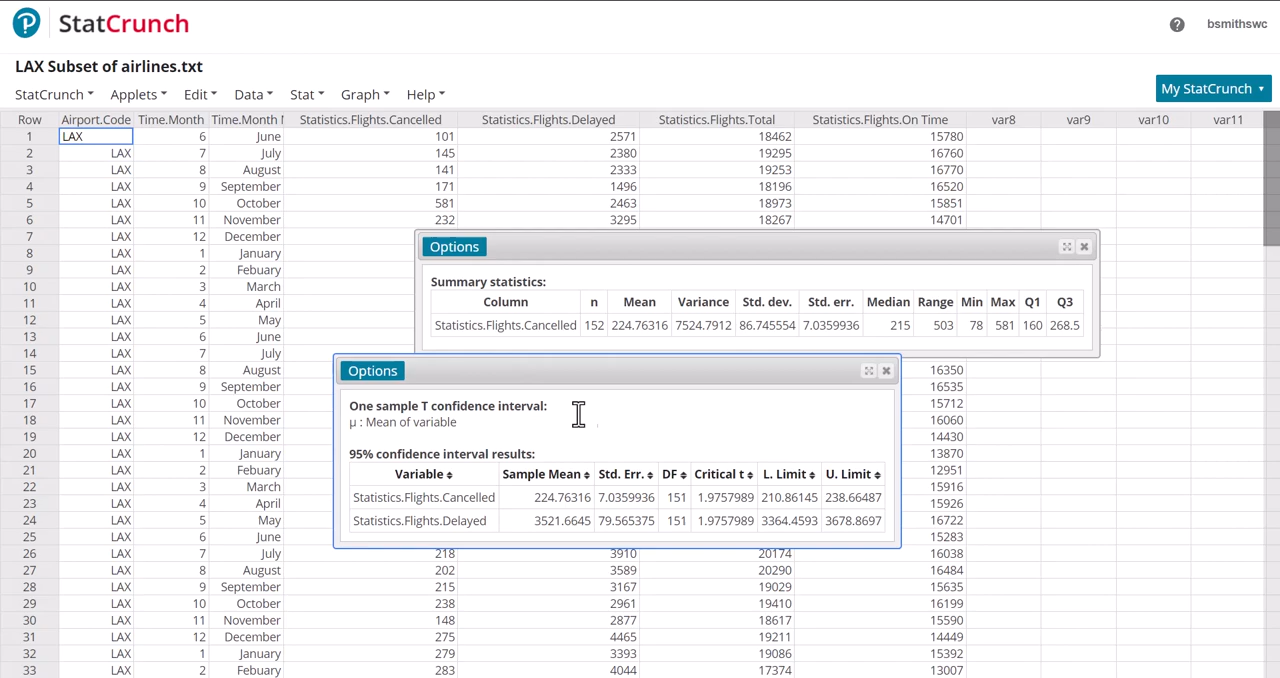 StatCrunch
bsmithswc
LAX Subset of airlines.txt
StatCrunch Applets Edit Data Stat Graph Help
My StatCrunch
Row Airport.Code Time.Month Time.Month Statistics.Flights.Cancelled Statistics.Flights.Delayed Statistics.Flights.Total Statistics.Flights.On Time var8 var9 var10 var11
1 LAX 6 June 101 2571 18462 15780
2 LAX 7 July 145 2380 19295 16760
3 LAX 8 August 141 2333 19253 16770
4 LAX 9 September 171 1496 18196 16520
5 LAX 10 October 581 2463 18973 15851
6 LAX 11 November 232 3295 18267 14701
7 LAX 12 December
8 LAX 1 January
9 LAX 2 Febuary
10 LAX 3 March
11 LAX 4 April
12 LAX 5 May
13 LAX 6 June
14 LAX 7 July
15 LAX 8 August 16350
16 LAX 9 September 16535
17 LAX 10 October 15712
18 LAX 11 November 16060
19 LAX 12 December 14430
20 LAX 1 January 13870
21 LAX 2 Febuary 12951
22 LAX 3 March 15916
23 LAX 4 April 15926
24 LAX 5 May 16722
25 LAX 6 June 15283
26 LAX 7 July 218 3910 20174 16038
27 LAX 8 August 202 3589 20290 16484
28 LAX 9 September 215 3167 19029 15635
29 LAX 10 October 238 2961 19410 16199
30 LAX 11 November 148 2877 18617 15590
31 LAX 12 December 275 4465 19211 14449
32 LAX 1 January 279 3393 19086 15392
33 LAX 2 Febuary 283 4044 17374 13007
Options
Summary statistics:
Column n Mean Variance Std. dev. Std. err. Median Range Min Max Q1 Q3
Statistics.Flights.Cancelled 152 224.76316 7524.7912 86.745554 7.0359936 215 503 78 581 160 268.5
Options
One sample T confidence interval:
μ : Mean of variable
95% confidence interval results:
Variable Sample Mean Std. Err. DF Critical t L. Limit U. Limit
Statistics.Flights.Cancelled 224.76316 7.0359936 151 1.9757989 210.86145 238.66487
Statistics.Flights.Delayed 3521.6645 79.565375 151 1.9757989 3364.4593 3678.8697